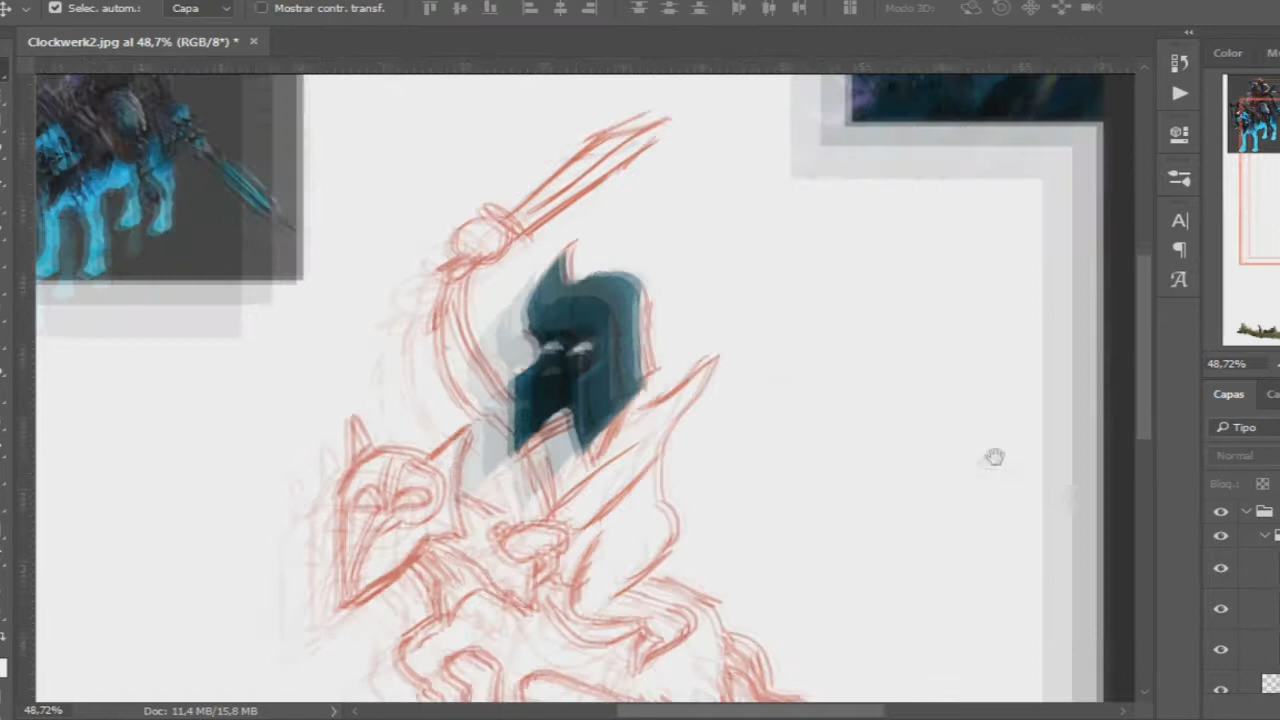 Selec. autom.: Capa Mostrar contr. transf. Modo 3D:
Clockwerk2.jpg al 48,7% (RGB/8*) * ×
Color
48,72%
Capas
Tipo
Normal
Bloq.:
48,72% Doc: 11,4 MB/15,8 MB